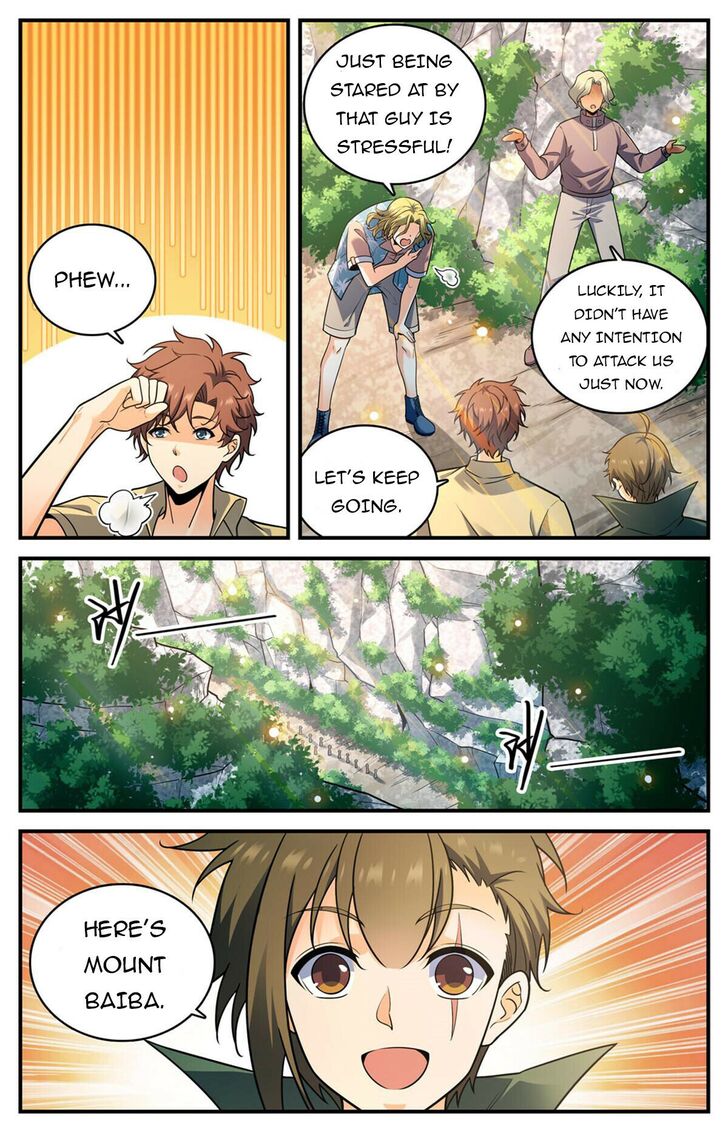 PHEW...
JUST BEING
STARED AT BY
THAT GUY IS
STRESSFUL!
LUCKILY, IT
DIDN'T HAVE
ANY INTENTION
TO ATTACK US
JUST NOW.
LET'S KEEP
GOING.
HERE'S
MOUNT
BAIBA.